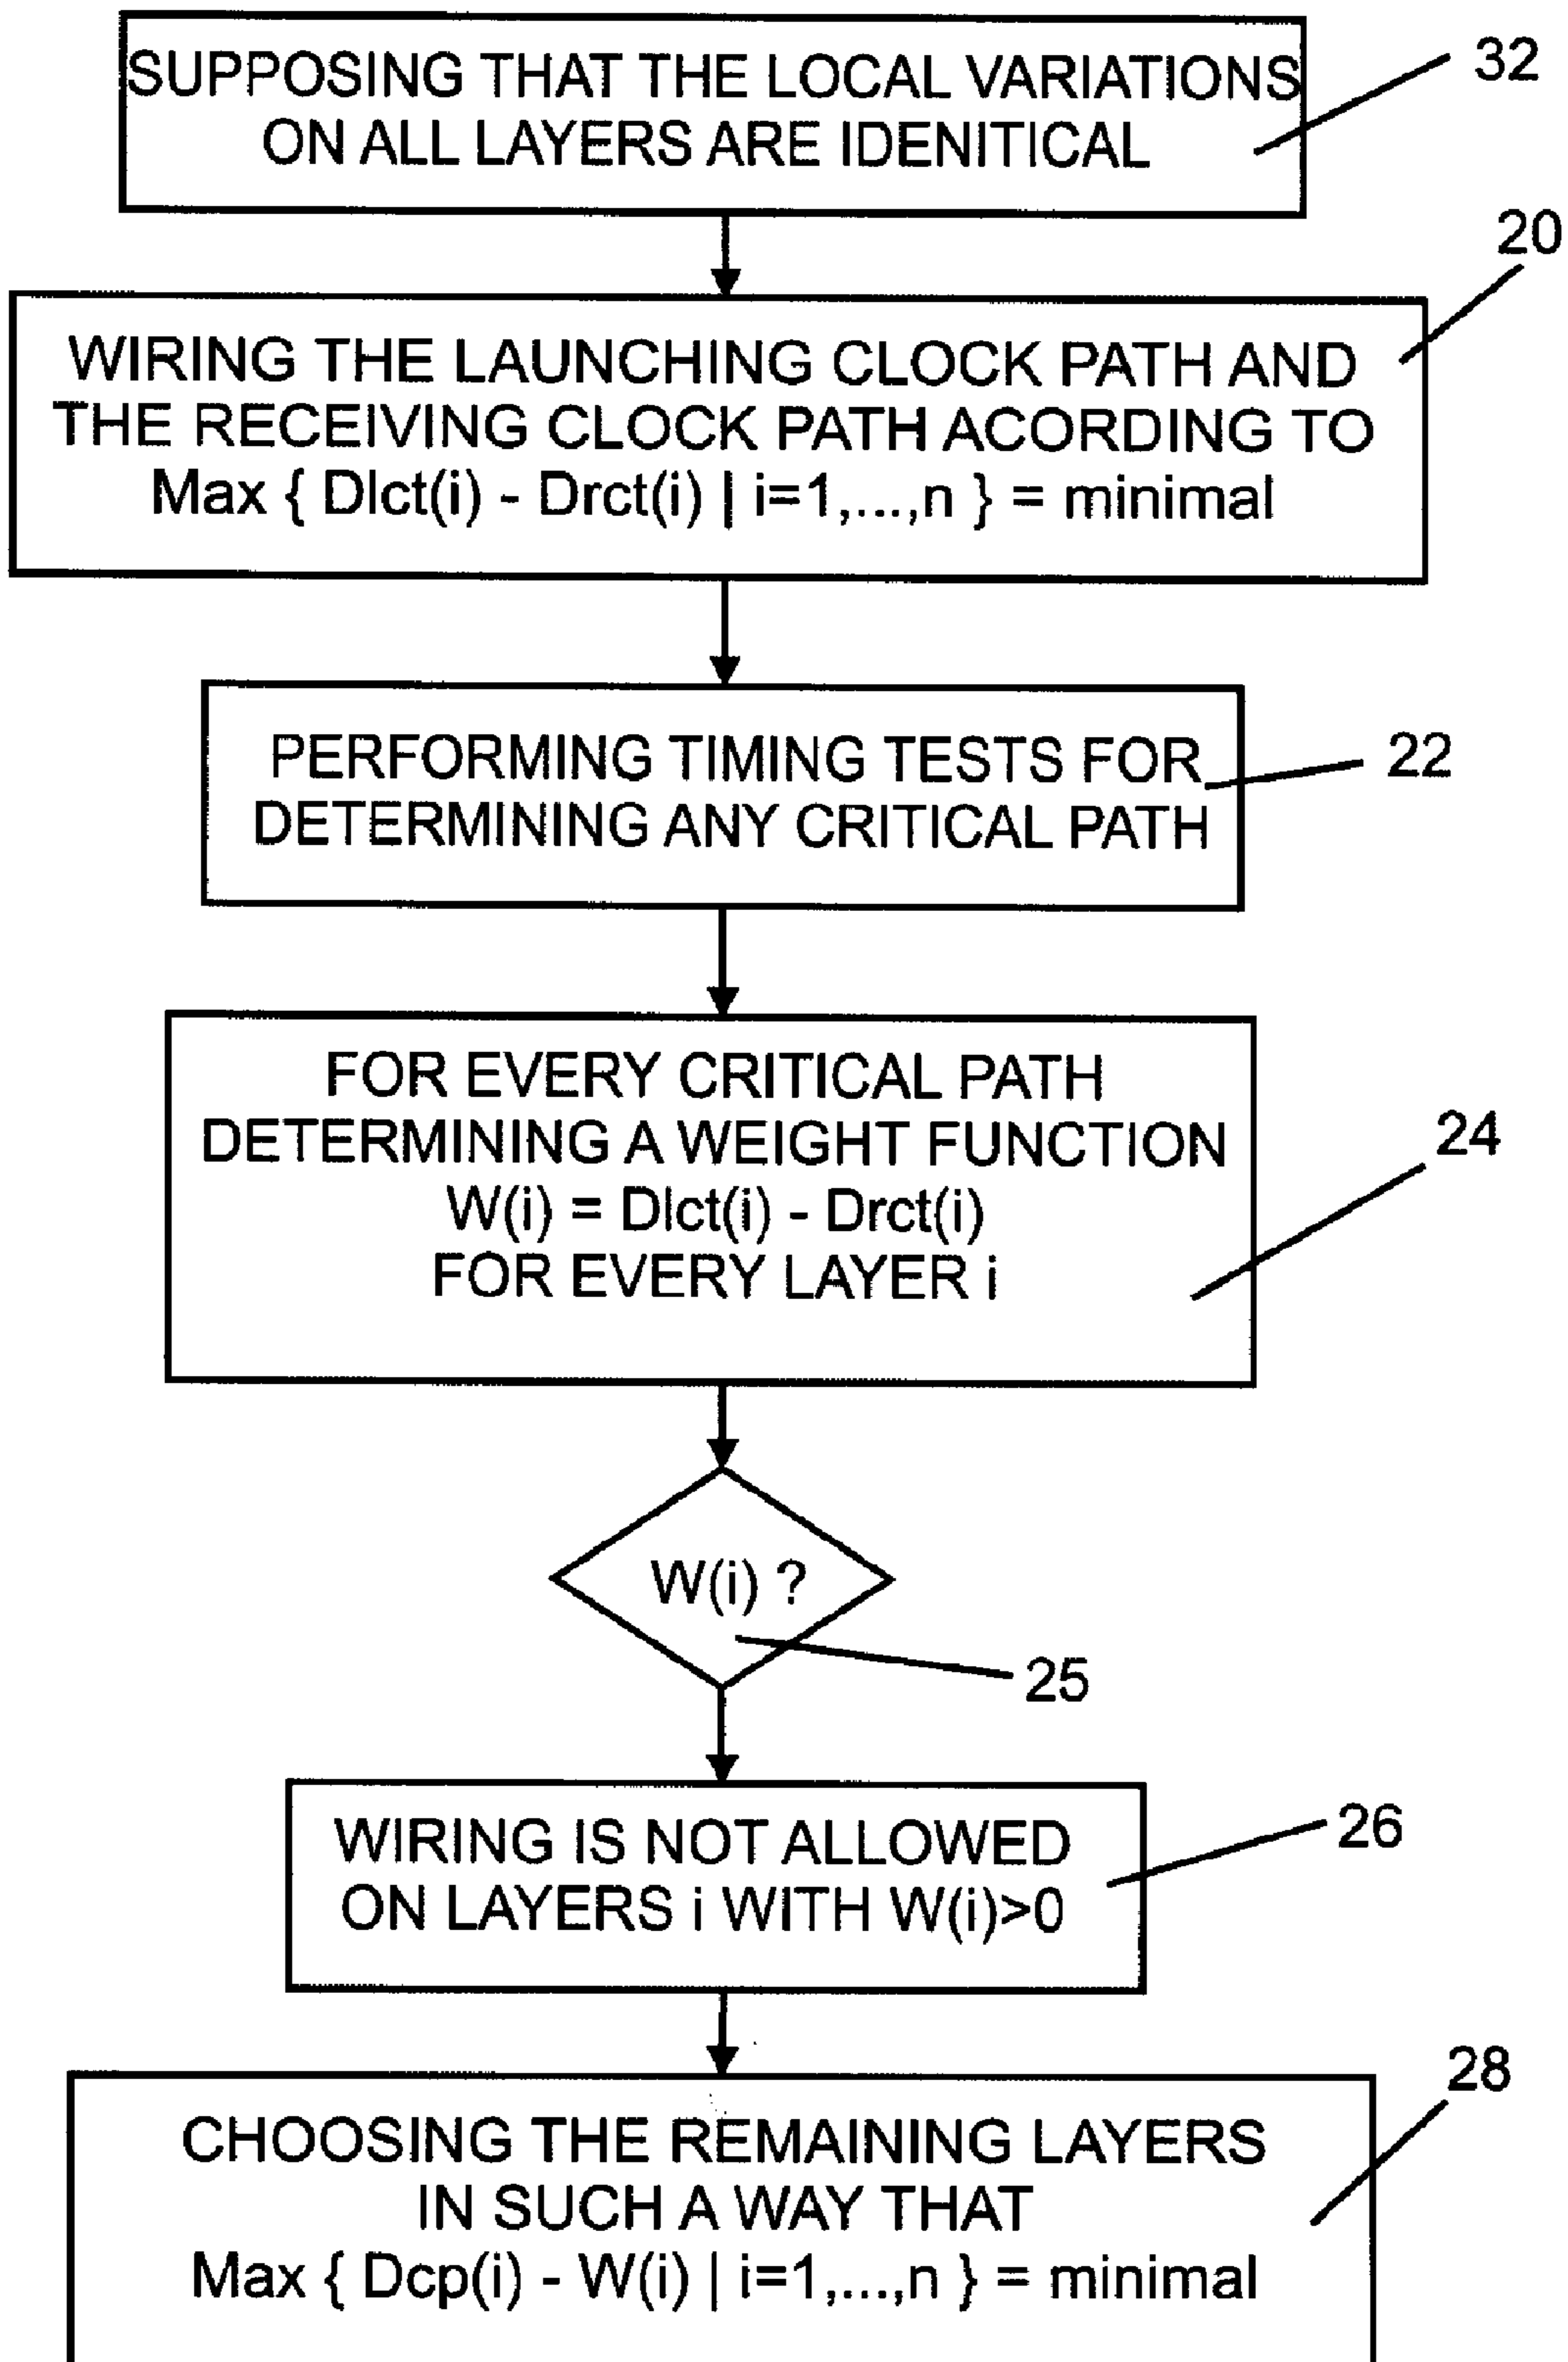 SUPPOSING THAT THE LOCAL VARIATIONS
ON ALL LAYERS ARE IDENITICAL
32
20
WIRING THE LAUNCHING CLOCK PATH AND
THE RECEIVING CLOCK PATH ACORDING TO
Max { Dlct(i) - Drct(i) | i=1,...,n } = minimal
PERFORMING TIMING TESTS FOR
DETERMINING ANY CRITICAL PATH
22
FOR EVERY CRITICAL PATH
DETERMINING A WEIGHT FUNCTION
W(i) = Dlct(i) - Drct(i)
FOR EVERY LAYER i
24
W(i) ?
25
WIRING IS NOT ALLOWED
ON LAYERS i WITH W(i)>0
26
28
CHOOSING THE REMAINING LAYERS
IN SUCH A WAY THAT
Max { Dcp(i) - W(i) | i=1,...,n } = minimal